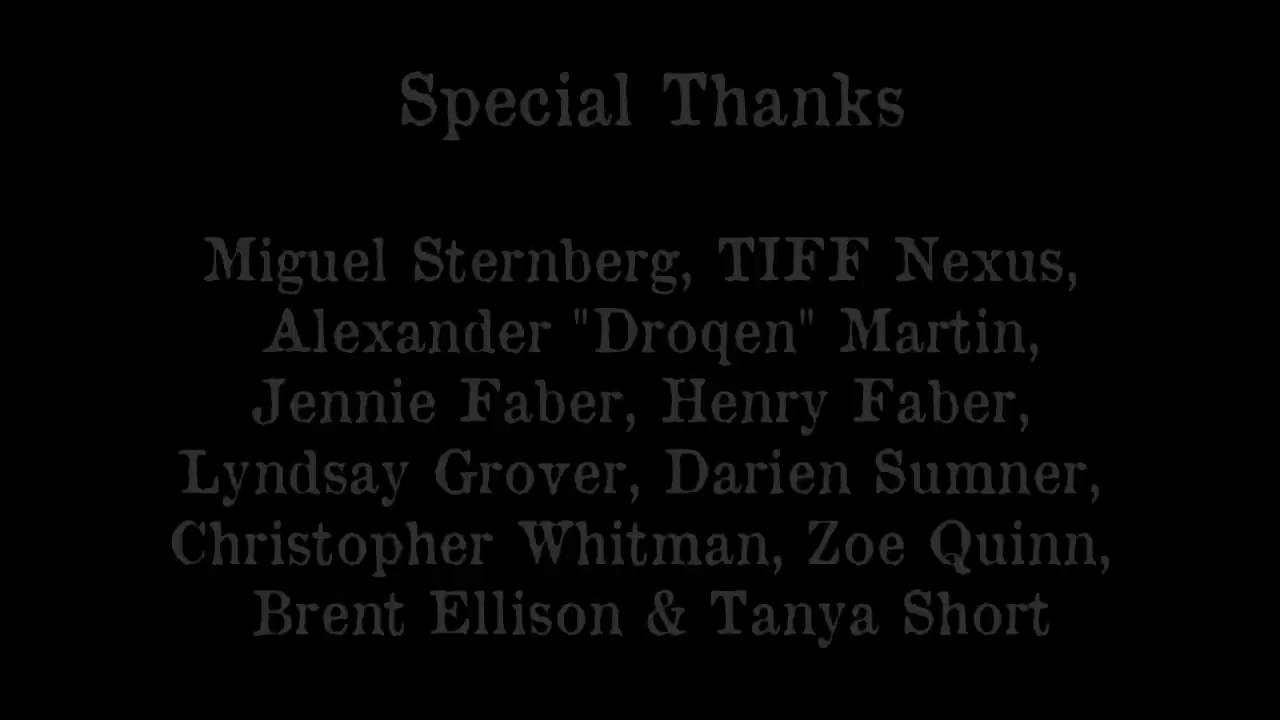 Special Thanks
Miguel Sternberg, TIFF Nexus,
Alexander "Droqen" Martin,
Jennie Faber, Henry Faber,
Lyndsay Grover, Darien Sumner,
Christopher Whitman, Zoe Quinn,
Brent Ellison & Tanya Short